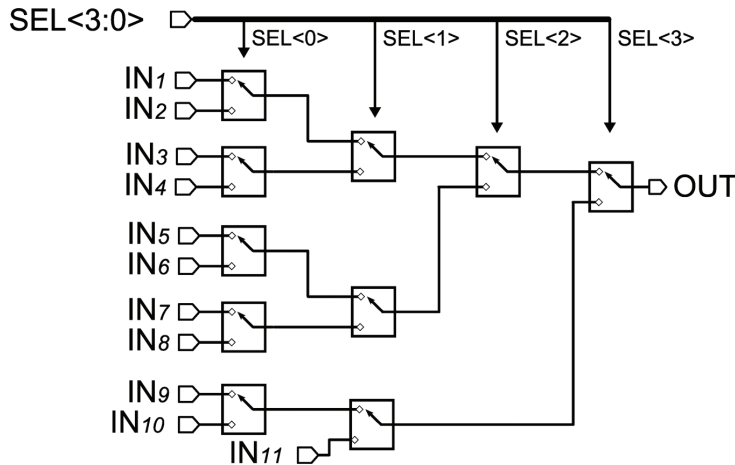 SEL<3:0>
SEL<0>
SEL<1>
SEL<2>
SEL<3>
IN1
IN2
IN3
IN4
OUT
IN5
IN6
IN7
IN8
IN9
IN10
IN11